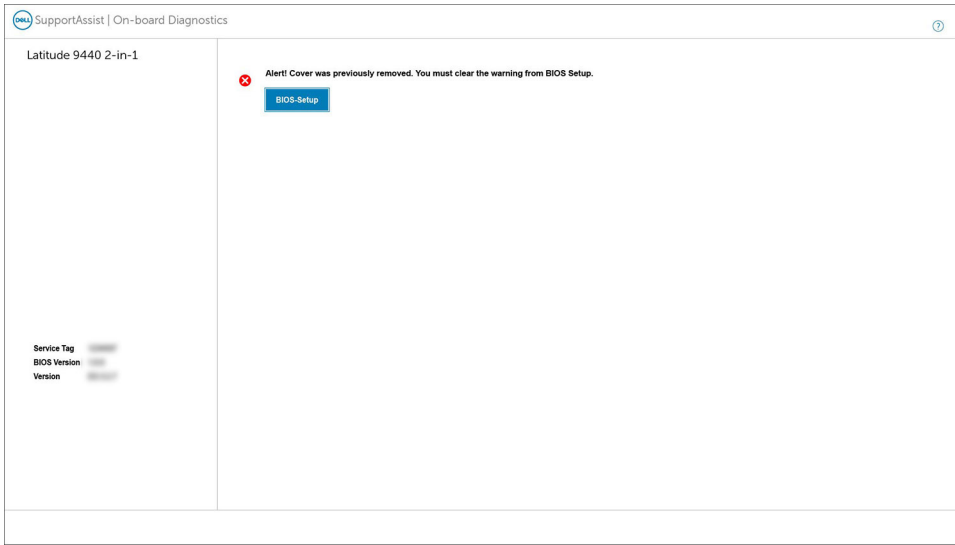 DELL SupportAssist | On-board Diagnostics
?
Latitude 9440 2-in-1
Alert! Cover was previously removed. You must clear the warning from BIOS Setup.
BIOS-Setup
Service Tag
BIOS Version
Version